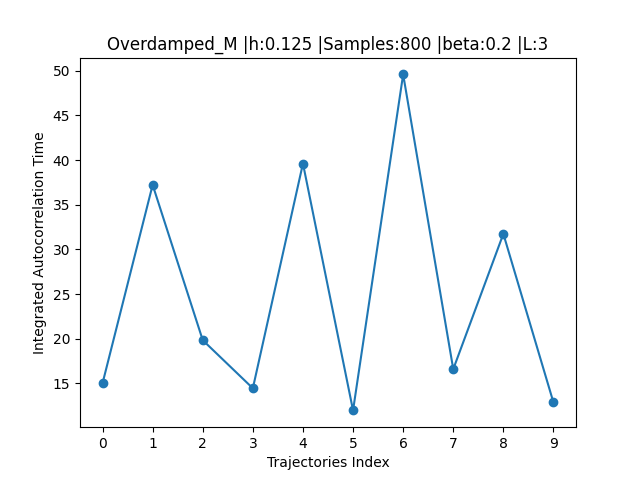 Overdamped_M |h:0.125 |Samples:800 |beta:0.2 |L:3
Integrated Autocorrelation Time
50
45
40
35
30
25
20
15
0 1 2 3 4 5 6 7 8 9
Trajectories Index